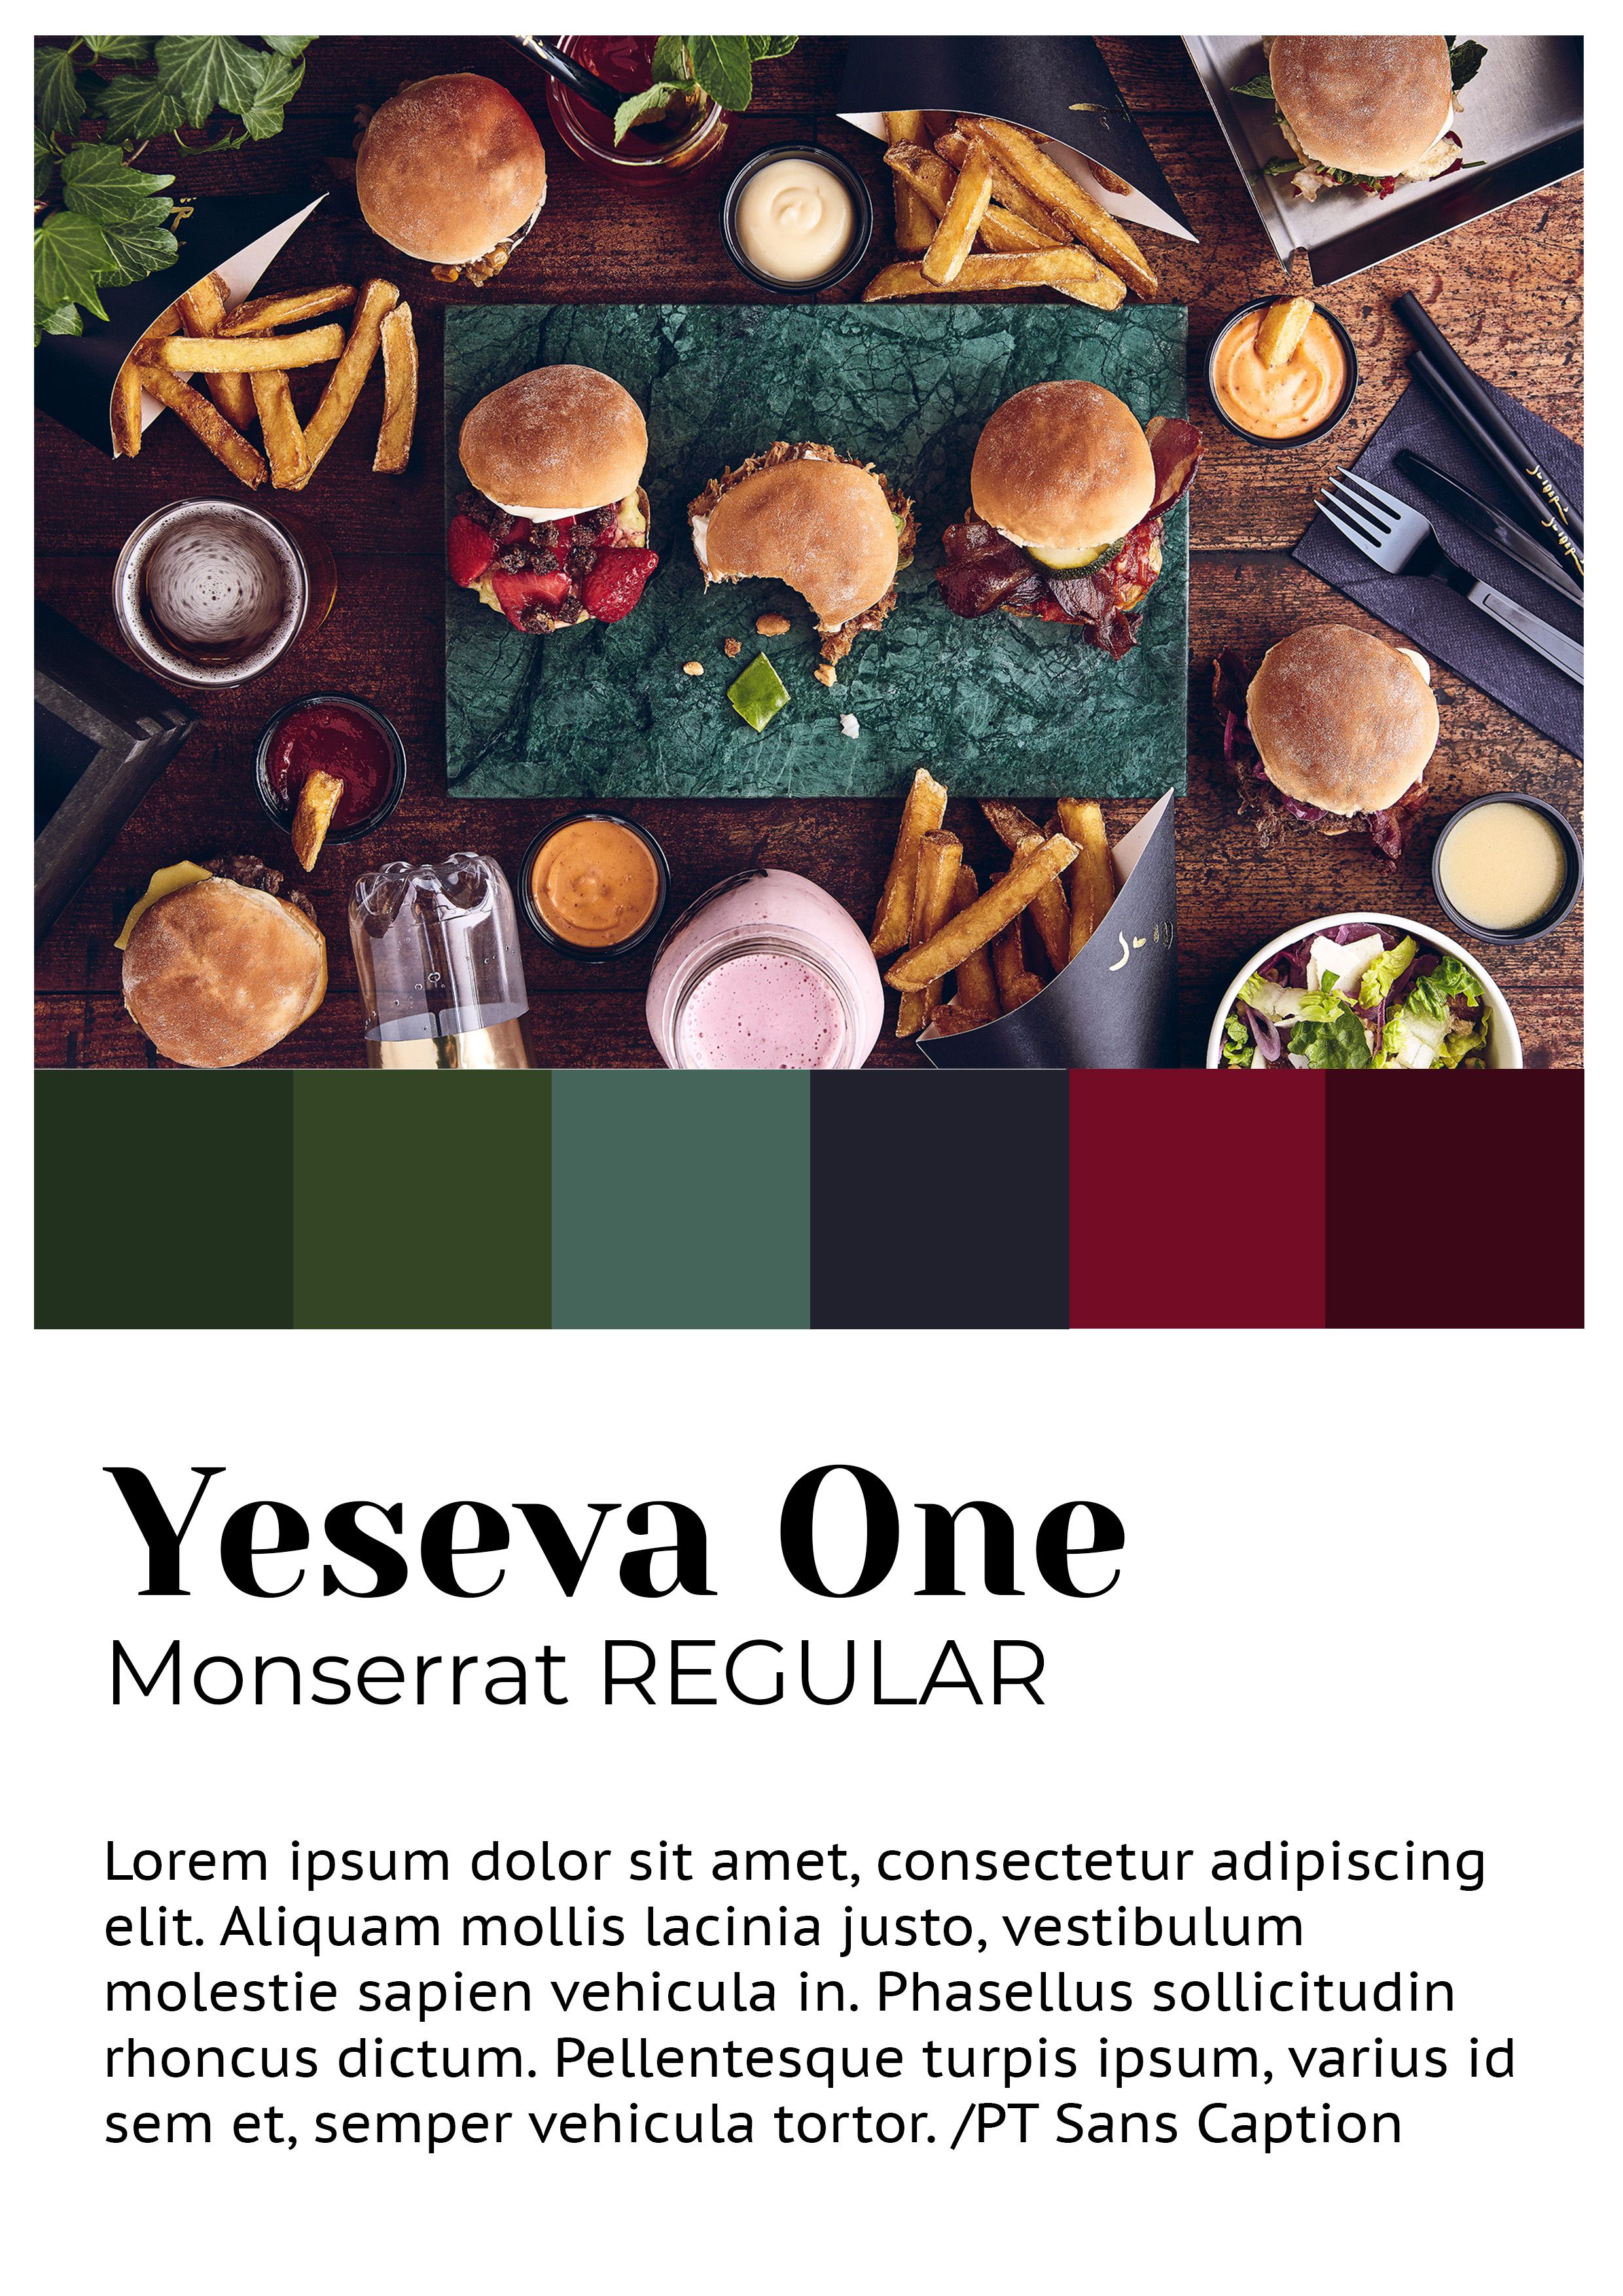 Yeseva One
Monserrat REGULAR
Lorem ipsum dolor sit amet, consectetur adipiscing
elit. Aliquam mollis lacinia justo, vestibulum
molestie sapien vehicula in. Phasellus sollicitudin
rhoncus dictum. Pellentesque turpis ipsum, varius id
sem et, semper vehicula tortor. /PT Sans Caption